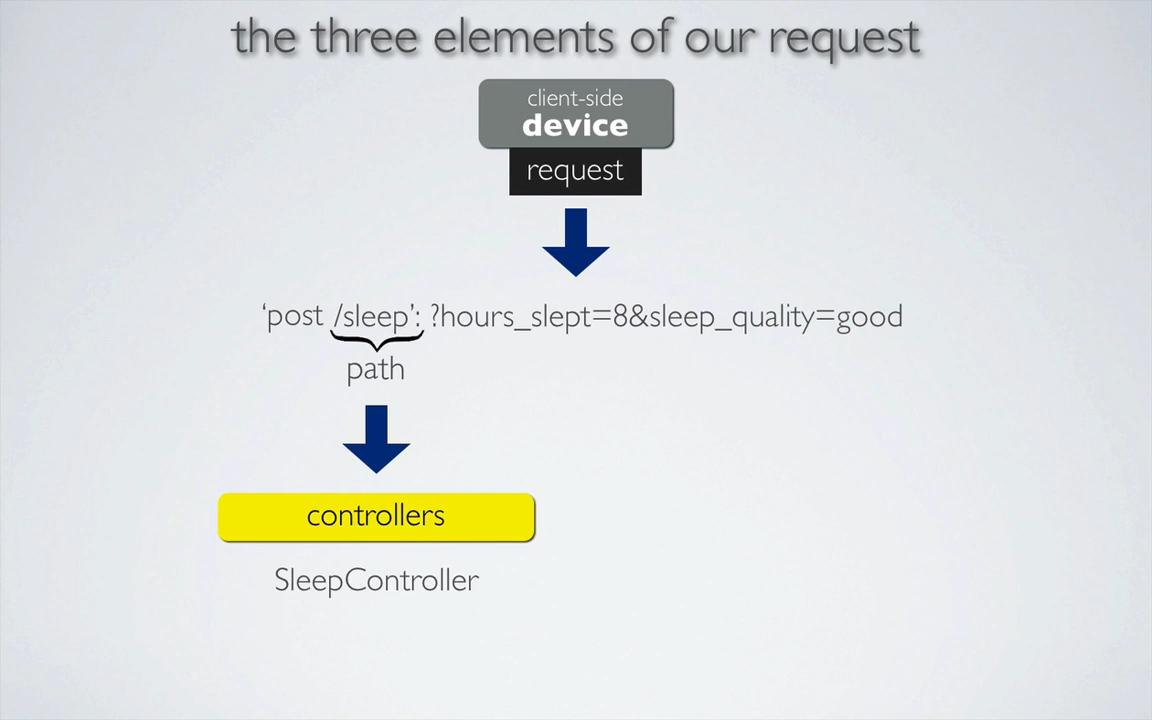 the three elements of our request
client-side
device
request
‘post /sleep’: ?hours_slept=8&sleep_quality=good
path
controllers
SleepController